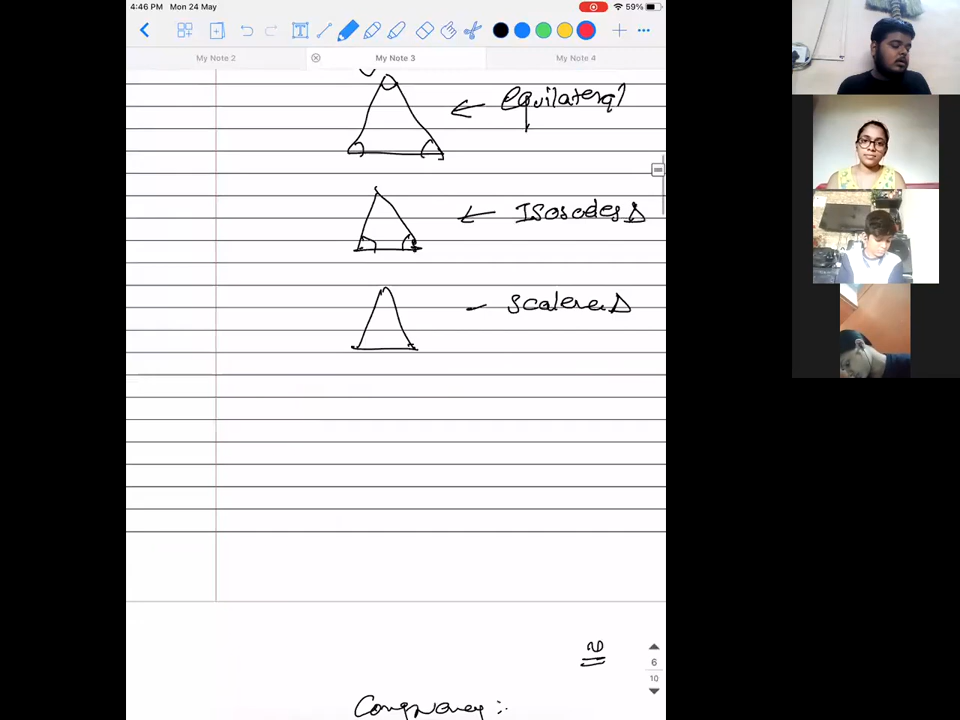 4:46 PM Mon 24 May
59%
My Note 2
My Note 3
My Note 4
Equilateral
Isosceles Δ
Scalene Δ
6
10
Congruency :-